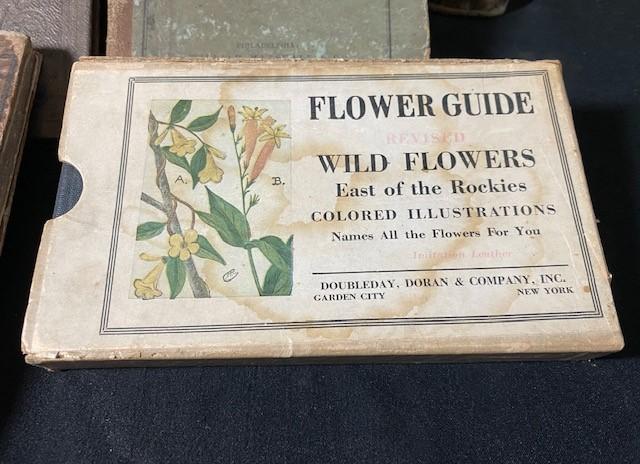 PHILADELPHIA:
FLOWER GUIDE
REVISED
WILD FLOWERS
East of the Rockies
COLORED ILLUSTRATIONS
Names All the Flowers For You
Imitation Leather
DOUBLEDAY, DORAN & COMPANY, INC.
GARDEN CITY NEW YORK
A.
B.